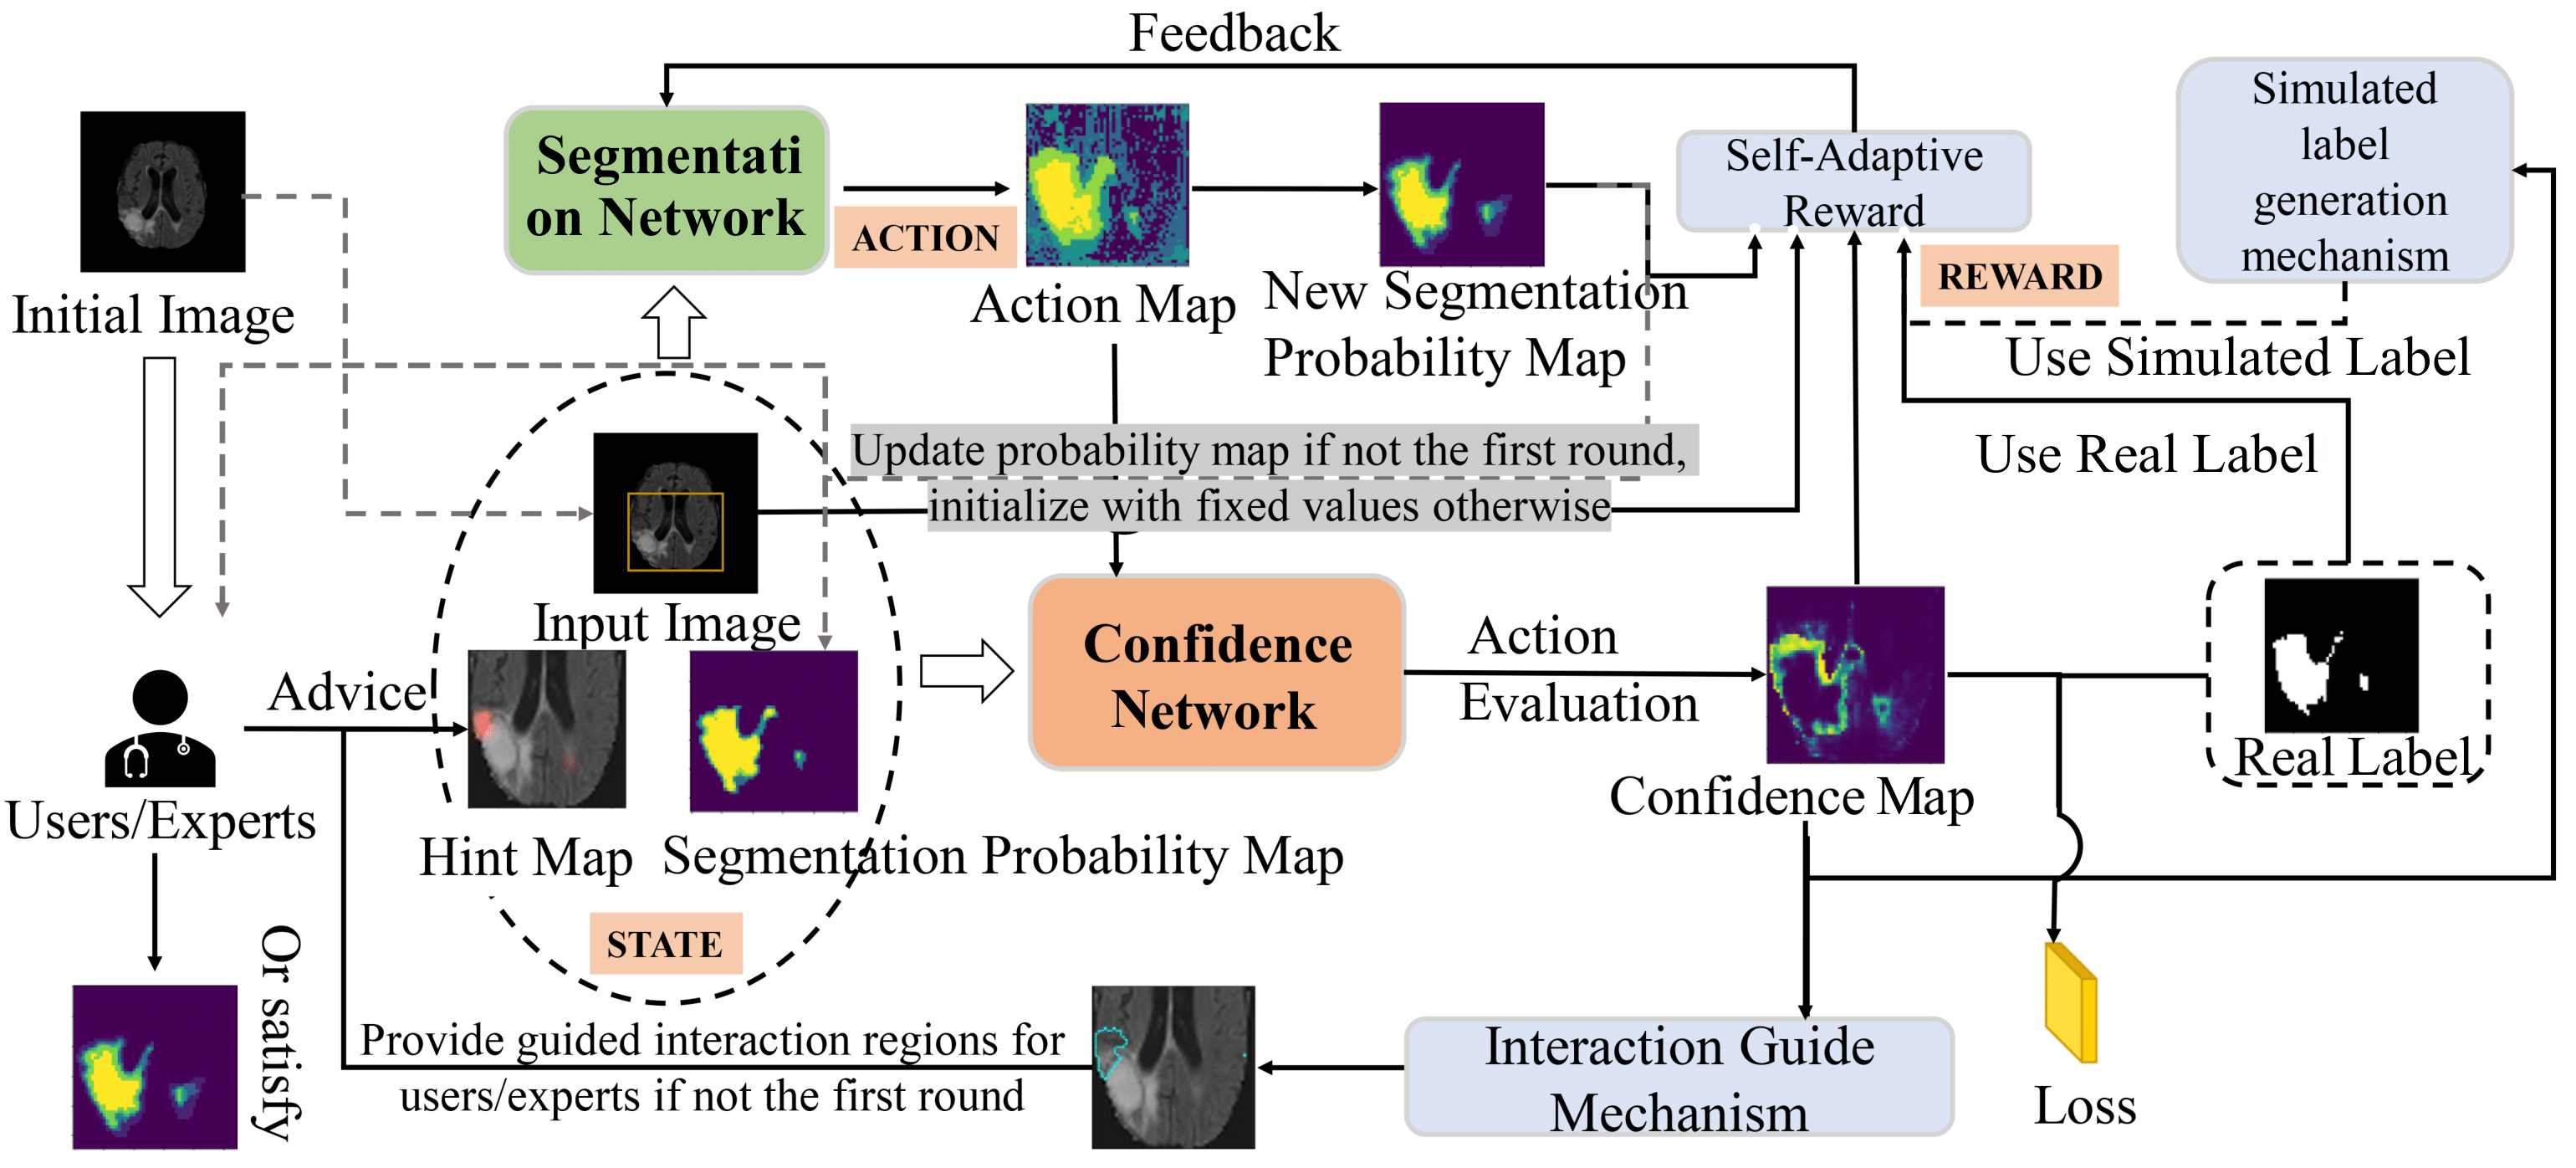 Feedback
Segmentati
on Network
ACTION
Self-Adaptive
Reward
Simulated
label
generation
mechanism
REWARD
Initial Image
Action Map
New Segmentation
Probability Map
Use Simulated Label
Update probability map if not the first round,
initialize with fixed values otherwise
Use Real Label
Input Image
Confidence
Network
Action
Evaluation
Advice
Real Label
Confidence Map
Users/Experts
Hint Map
Segmentation Probability Map
STATE
Or satisfy
Provide guided interaction regions for
users/experts if not the first round
Interaction Guide
Mechanism
Loss